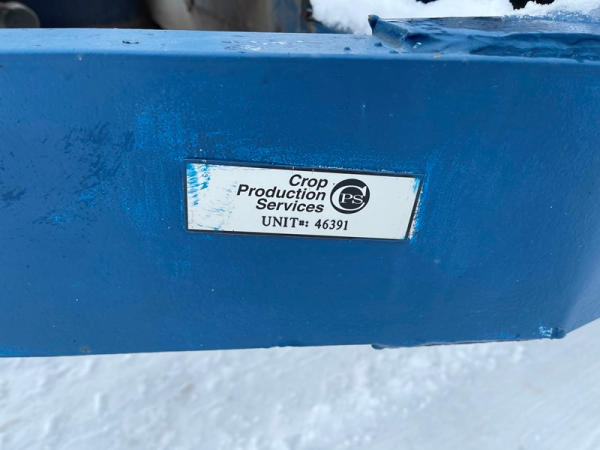 Crop
Production
Services
CPS
UNIT#: 46391